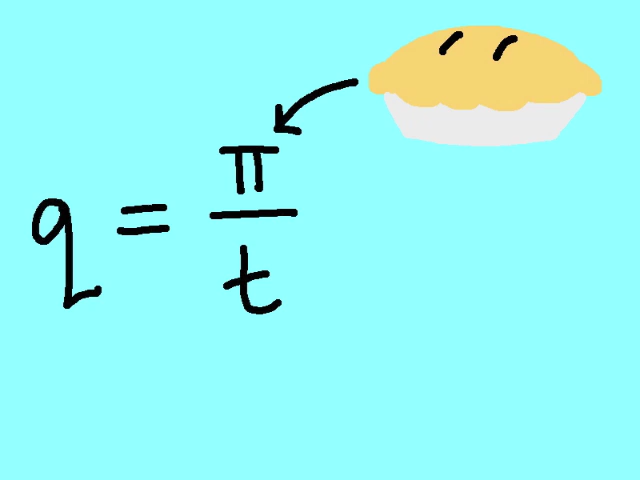 q = π/t